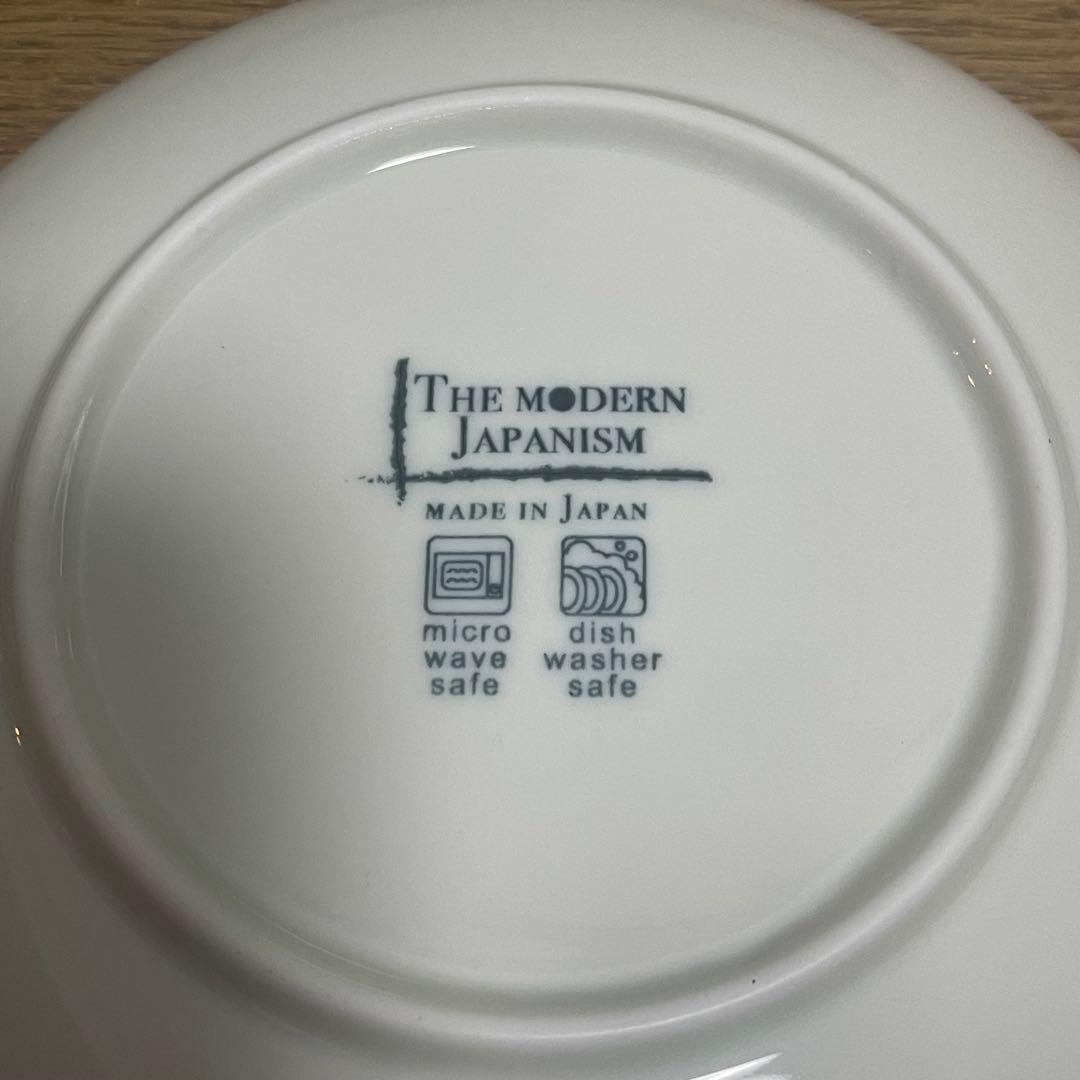 THE MODERN
JAPANISM
MADE IN JAPAN
micro
wave
safe
dish
washer
safe